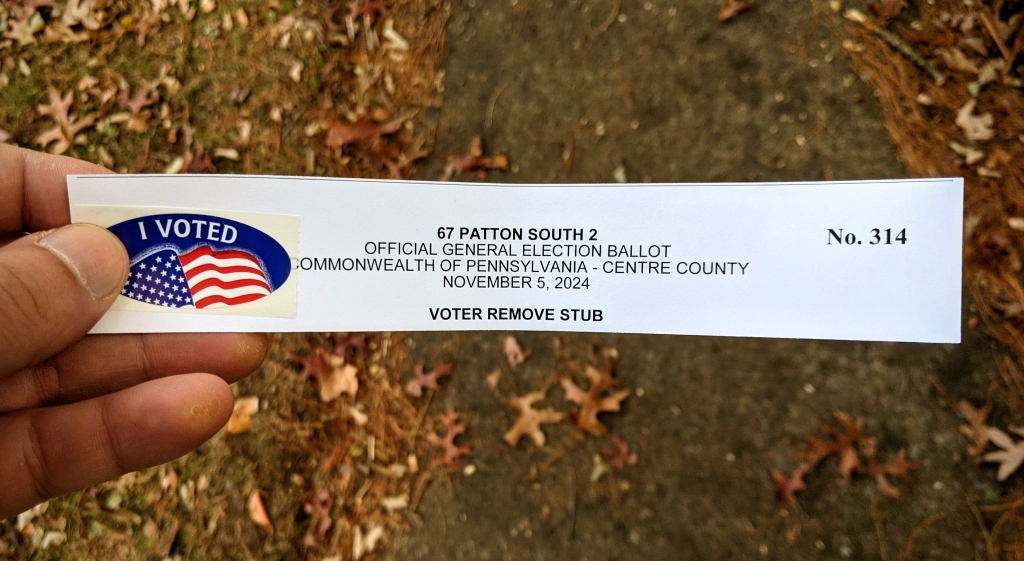 I VOTED
67 PATTON SOUTH 2
No. 314
OFFICIAL GENERAL ELECTION BALLOT
COMMONWEALTH OF PENNSYLVANIA - CENTRE COUNTY
NOVEMBER 5, 2024
VOTER REMOVE STUB